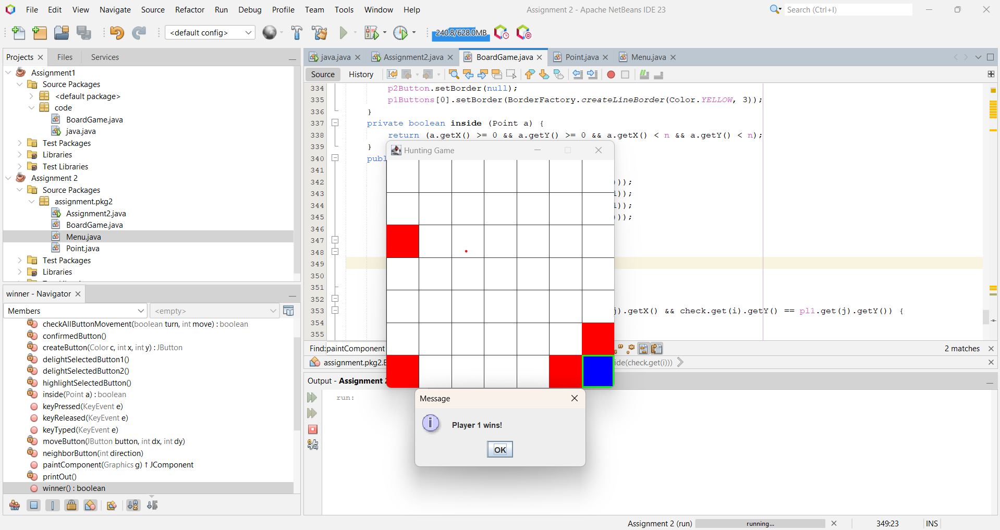 File Edit View Navigate Source Refactor Run Debug Profile Team Tools Window Help
Assignment 2 - Apache NetBeans IDE 23
Search (Ctrl+I)
<default config>
240.8/628.0MB
Projects Files Services
Assignment1
Source Packages
<default package>
code
BoardGame.java
java.java
Test Packages
Libraries
Test Libraries
Assignment 2
Source Packages
assignment.pkg2
Assignment2.java
BoardGame.java
Menu.java
Point.java
Test Packages
Libraries
winner - Navigator
Members <empty>
checkAllButtonMovement(boolean turn, int move) : boolean
confirmedButton()
createButton(Color c, int x, int y) : JButton
delightSelectedButton1()
delightSelectedButton2()
highlightSelectedButton()
inside(Point a) : boolean
keyPressed(KeyEvent e)
keyReleased(KeyEvent e)
keyTyped(KeyEvent e)
moveButton(JButton button, int dx, int dy)
neighborButton(int direction)
paintComponent(Graphics g) ↑ JComponent
printOut()
winner() : boolean
java.java Assignment2.java BoardGame.java Point.java Menu.java
Source History
334 p2Button.setBorder(null);
335 p1Buttons[0].setBorder(BorderFactory.createLineBorder(Color.YELLOW, 3));
336 }
337 private boolean inside (Point a) {
338 return (a.getX() >= 0 && a.getY() >= 0 && a.getX() < n && a.getY() < n);
339 }
340 publ
341
342 ));
343 ));
344 ));
345 ));
346
347
348
349
350
351
352
353 j).getX() && check.get(i).getY() == pl1.get(j).getY()) {
354
355
Hunting Game
Find: paintComponent
2 matches
assignment.pkg2.
ide(check.get(i)))
Output - Assignment
run:
Message
Player 1 wins!
OK
Assignment 2 (run) running... 349:23 INS